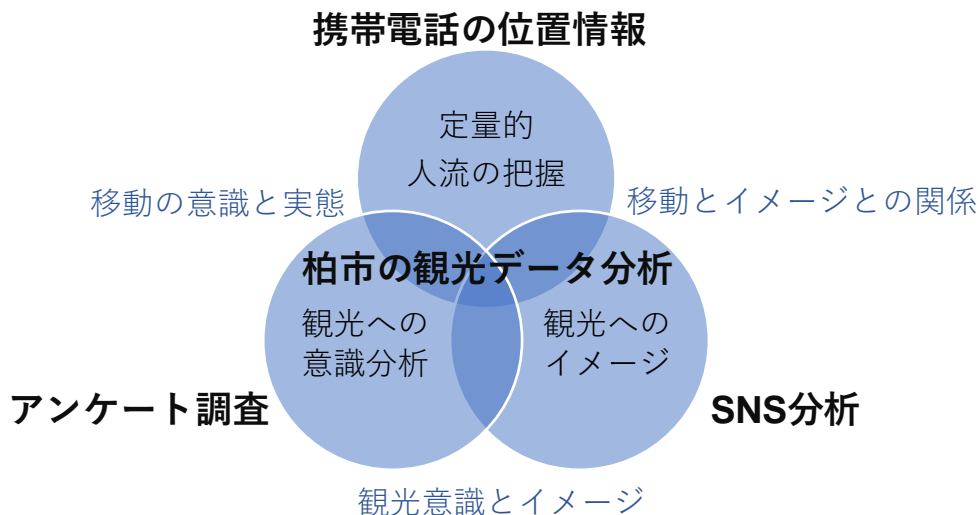 携帯電話の位置情報
定量的
人流の把握
移動の意識と実態
移動とイメージとの関係
柏市の観光データ分析
観光への
意識分析
観光への
イメージ
アンケート調査
SNS分析
観光意識とイメージ